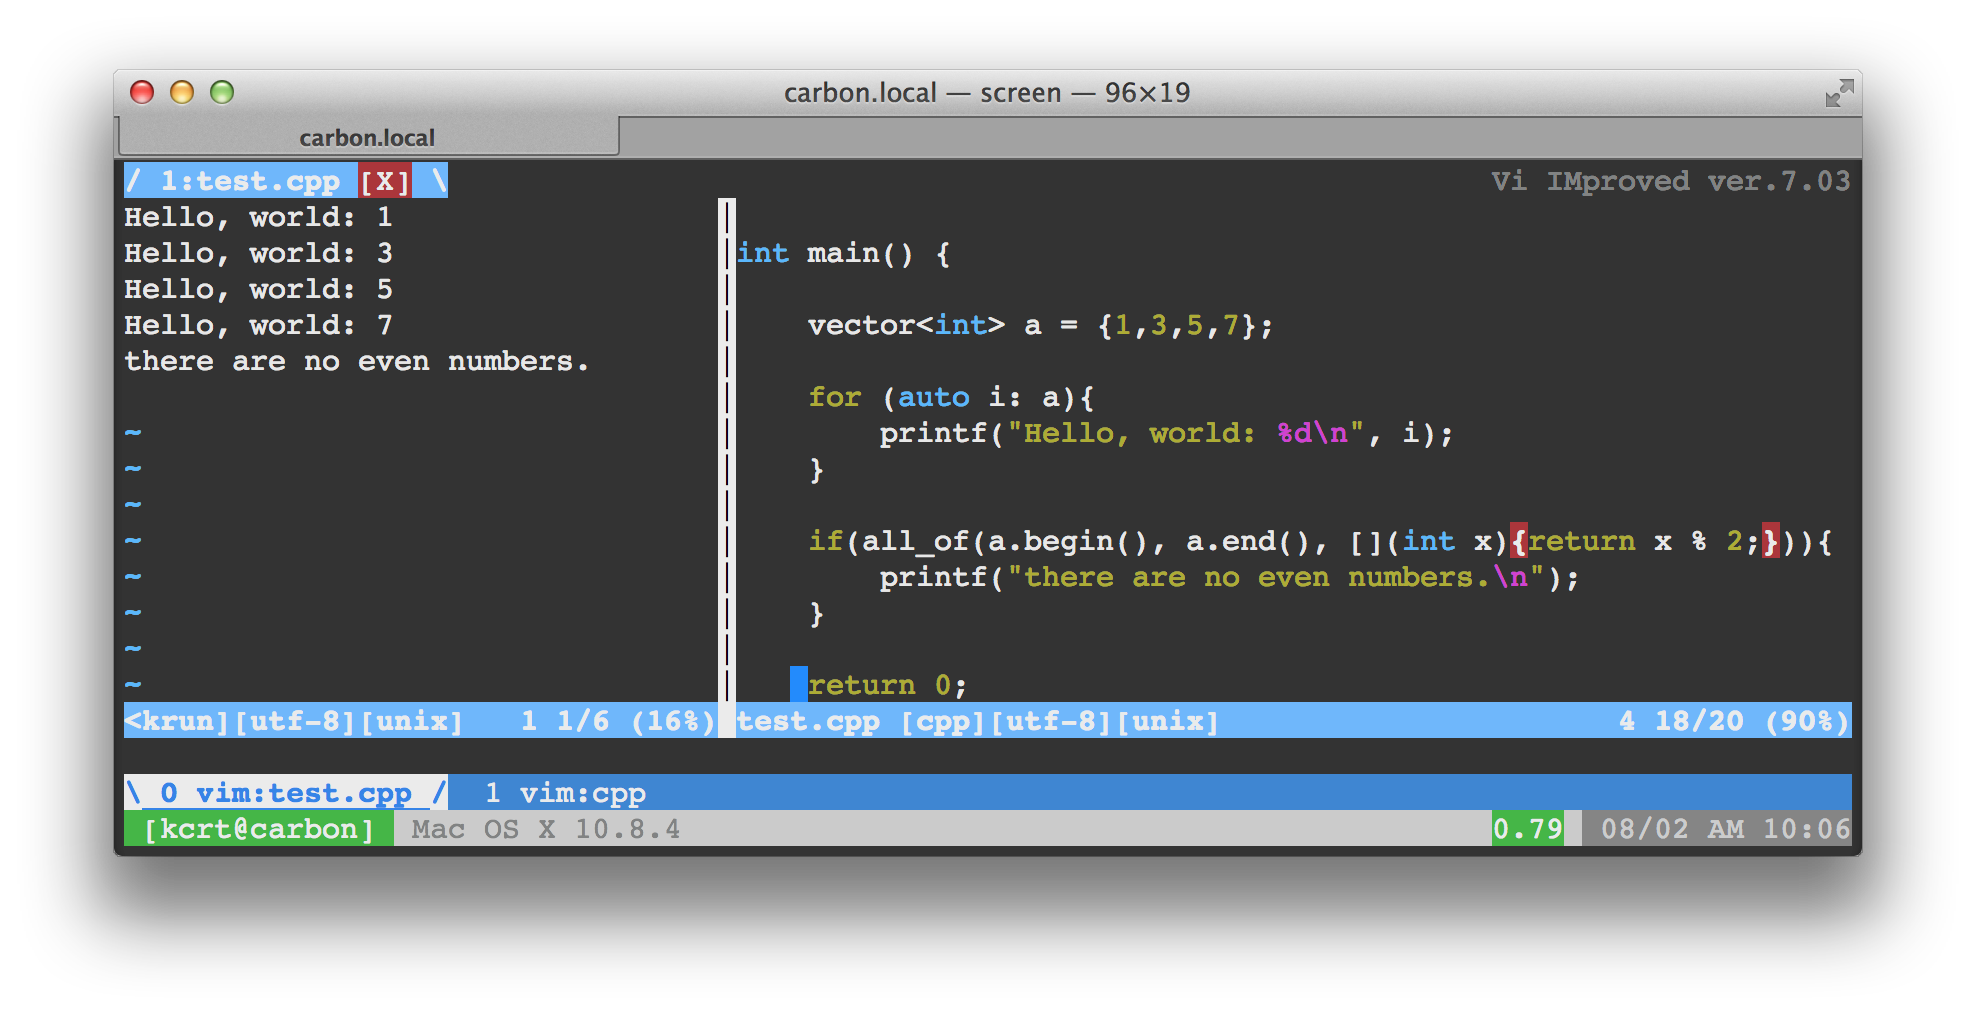 carbon.local — screen — 96×19
carbon.local
/ 1:test.cpp [X] \
Vi IMproved ver.7.03
Hello, world: 1
Hello, world: 3
Hello, world: 5
Hello, world: 7
there are no even numbers.
~
~
~
~
~
~
~
~
int main() {
vector<int> a = {1,3,5,7};
for (auto i: a){
printf("Hello, world: %d\n", i);
}
if(all_of(a.begin(), a.end(), [](int x){return x % 2;})){
printf("there are no even numbers.\n");
}
return 0;
<krun][utf-8][unix] 1 1/6 (16%)
test.cpp [cpp][utf-8][unix] 4 18/20 (90%)
\ 0 vim:test.cpp / 1 vim:cpp
[kcrt@carbon] Mac OS X 10.8.4 0.79 08/02 AM 10:06